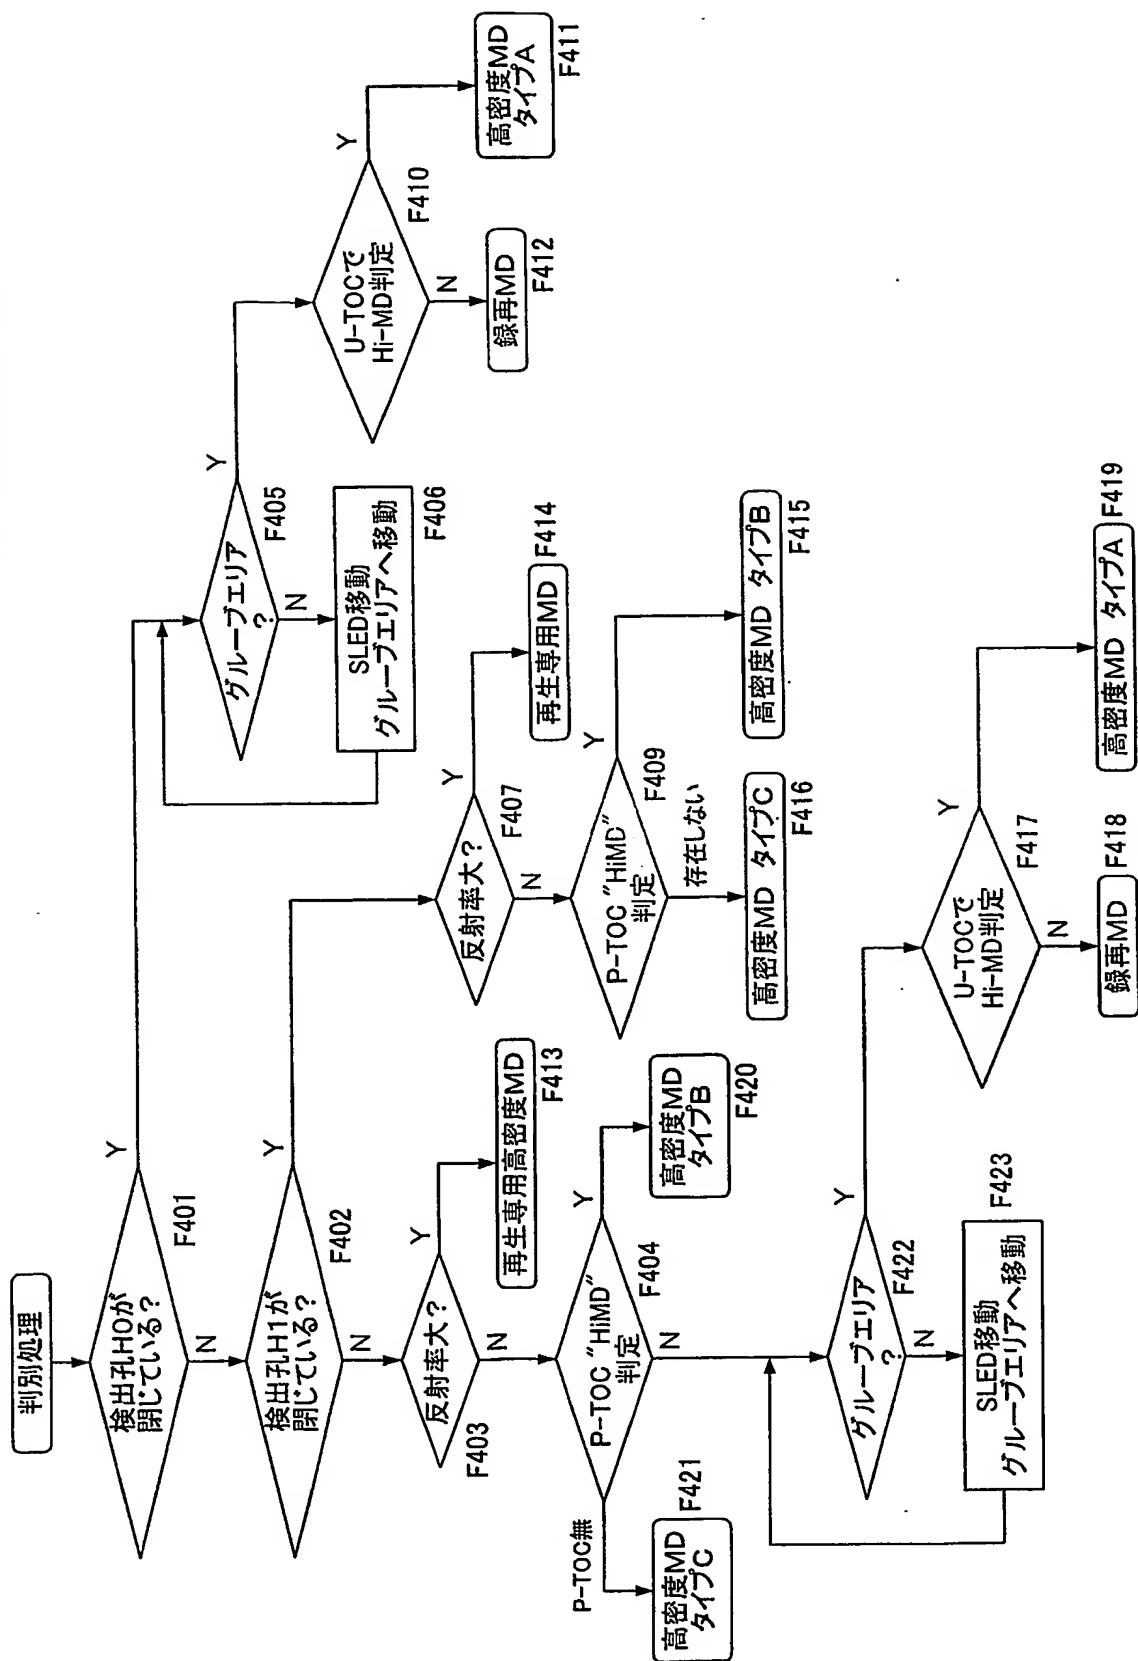 判別処理
検出孔H0が
閉じている?
F401
Y
N
検出孔H1が
閉じている?
F402
Y
N
反射率大?
F403
Y
N
再生専用高密度MD
F413
P-TOC "HiMD"
判定
F404
Y
N
P-TOC無
高密度MD
タイプB
F420
高密度MD
タイプC
F421
グルーブエリア
?
F422
Y
N
SLED移動
グルーブエリアへ移動
F423
U-TOCで
Hi-MD判定
F417
Y
N
録再MD
F418
高密度MD タイプA
F419
反射率大?
F407
Y
N
再生専用MD
F414
P-TOC "HiMD"
判定
F409
Y
存在しない
高密度MD タイプB
F415
高密度MD タイプC
F416
グルーブエリア
?
F405
Y
N
SLED移動
グルーブエリアへ移動
F406
U-TOCで
Hi-MD判定
F410
Y
N
高密度MD
タイプA
F411
録再MD
F412